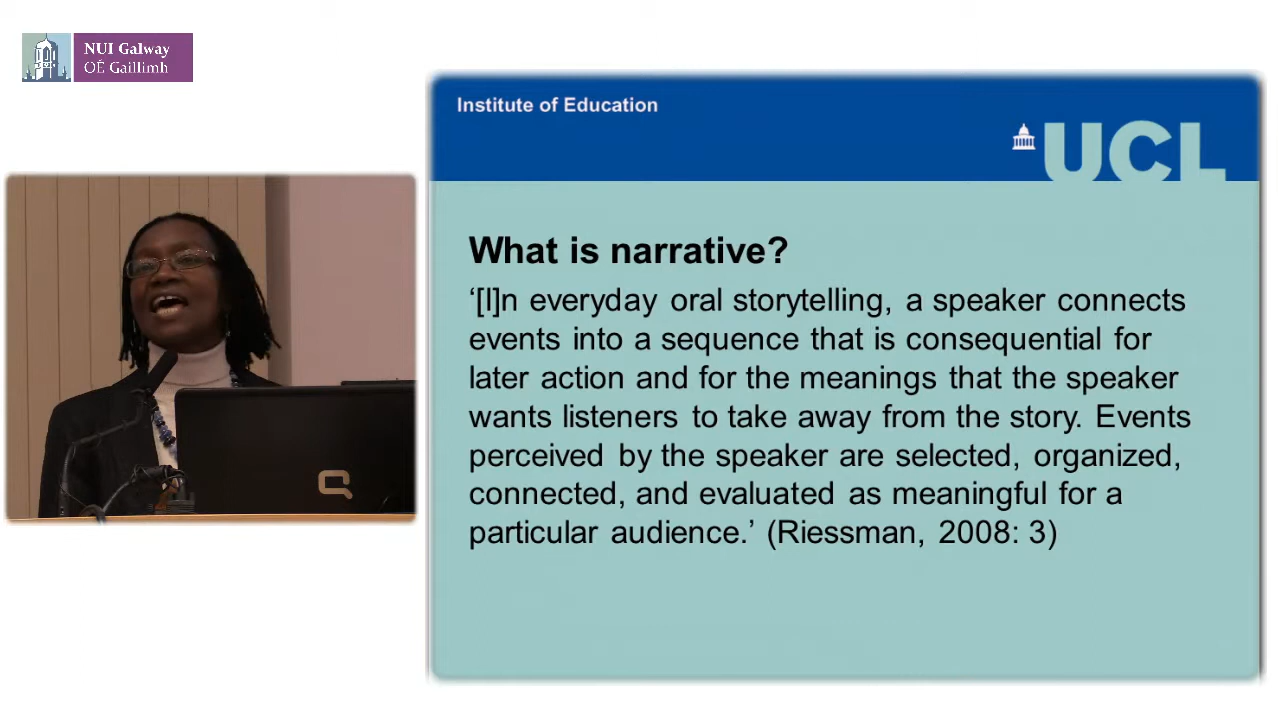 NUI Galway
OÉ Gaillimh
Institute of Education
UCL
What is narrative?
‘[I]n everyday oral storytelling, a speaker connects
events into a sequence that is consequential for
later action and for the meanings that the speaker
wants listeners to take away from the story. Events
perceived by the speaker are selected, organized,
connected, and evaluated as meaningful for a
particular audience.’ (Riessman, 2008: 3)